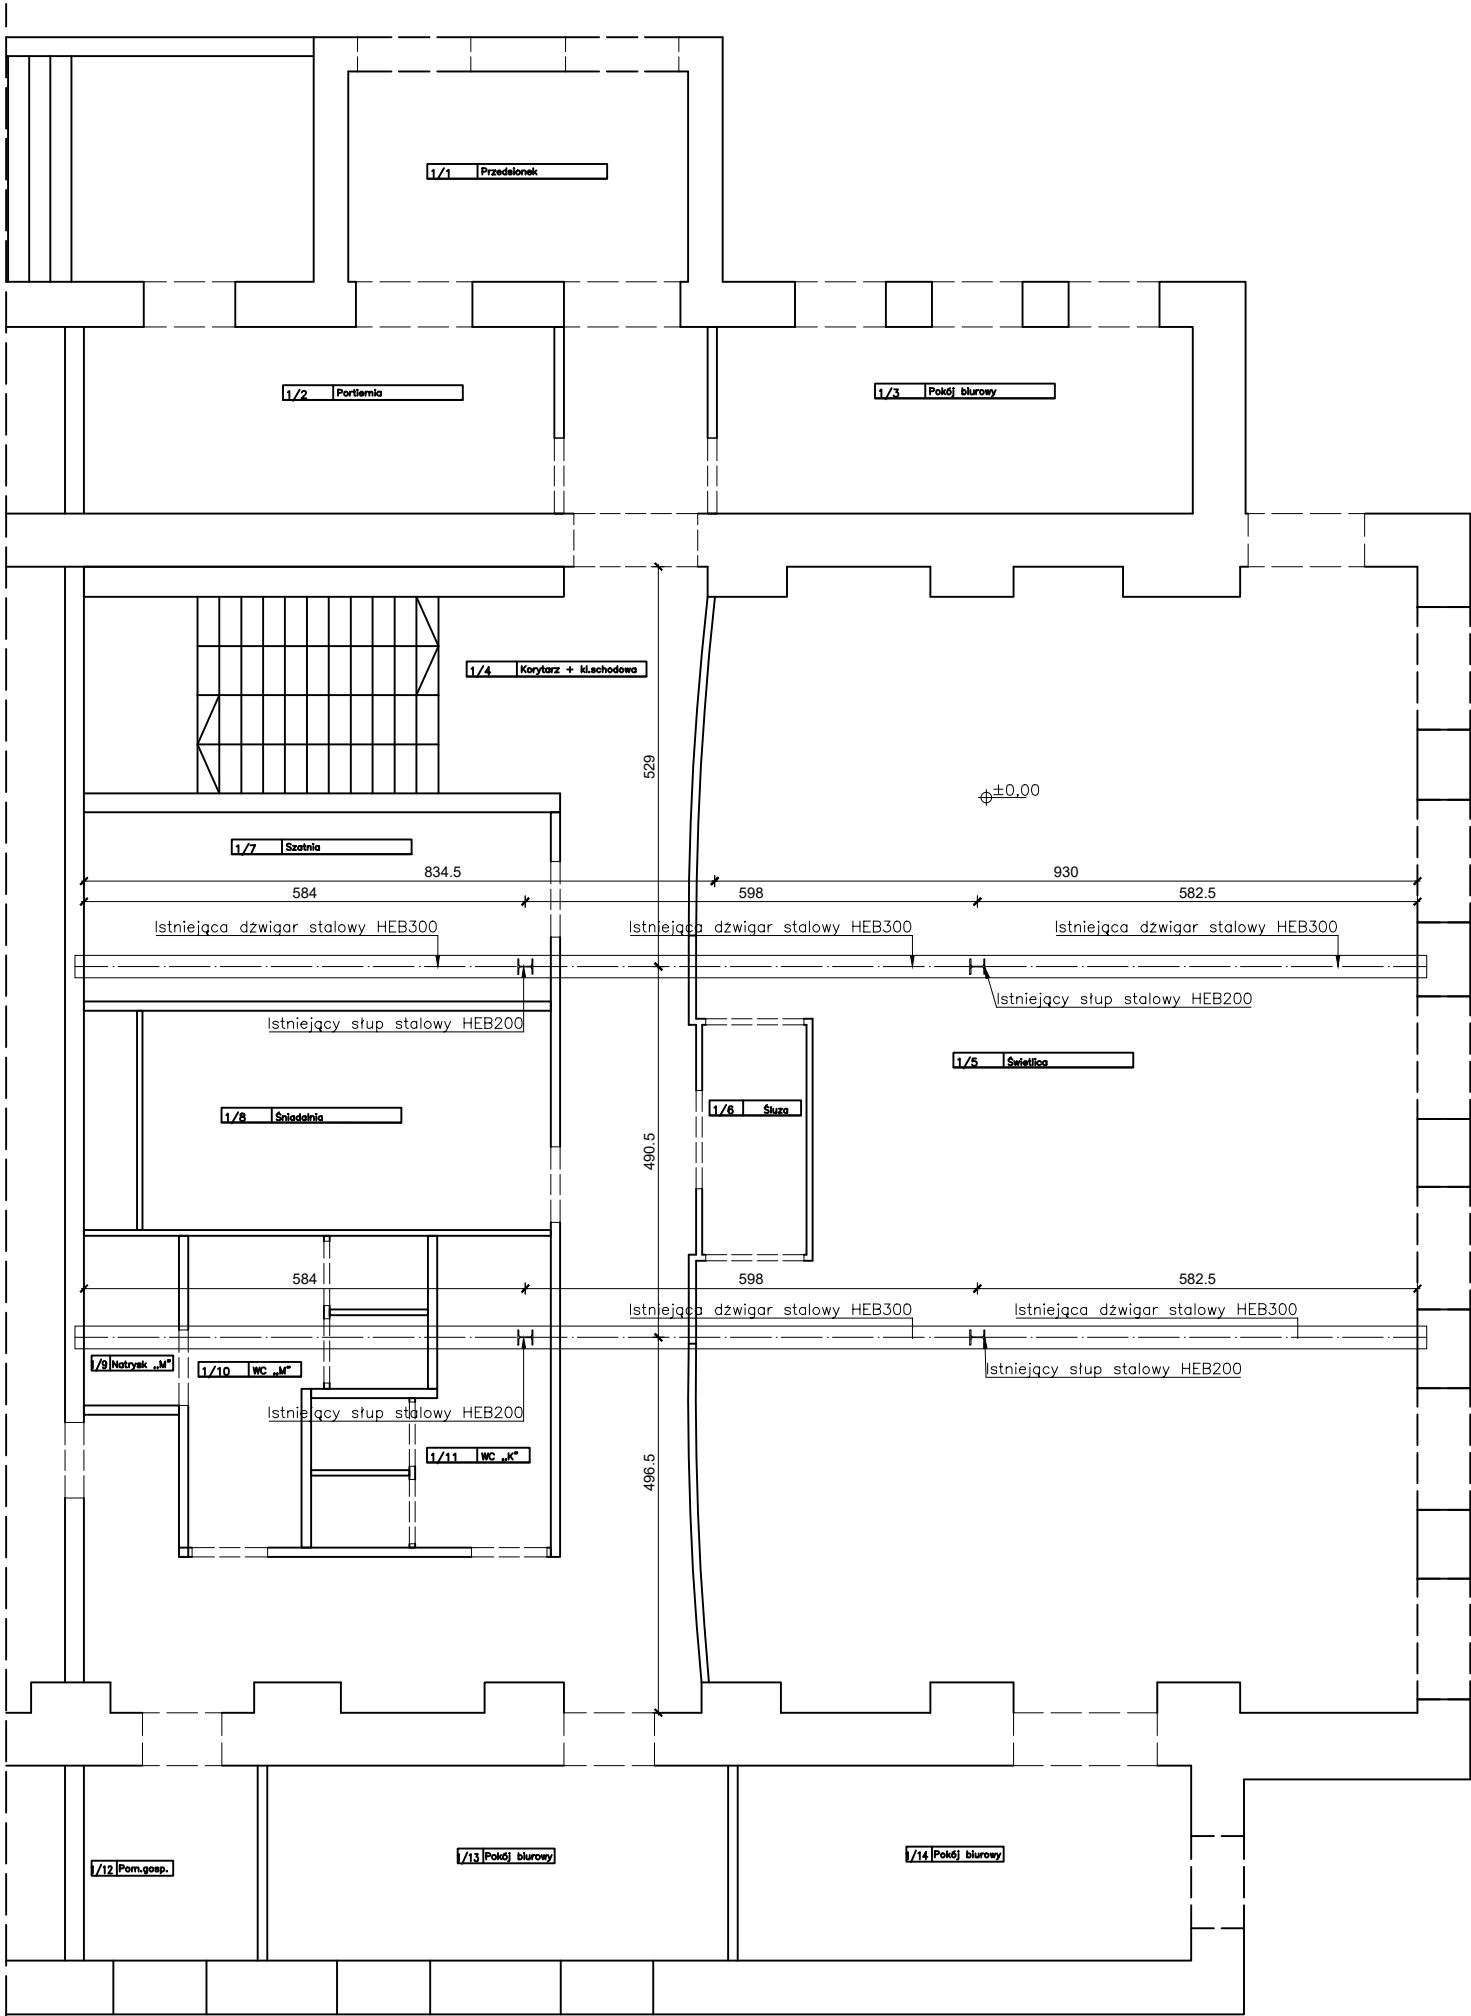 1/1 Przedsionek
1/2 Portiernia
1/3 Pokój biurowy
1/4 Korytarz + kl.schodowa
529
±0,00
1/7 Szatnia
834.5 930
584 598 582.5
Istniejąca dźwigar stalowy HEB300 Istniejąca dźwigar stalowy HEB300 Istniejąca dźwigar stalowy HEB300
Istniejący słup stalowy HEB200
Istniejący słup stalowy HEB200
1/5 Świetlica
1/6 Śluza
1/8 Śniadalnia
490.5
584 598 582.5
Istniejąca dźwigar stalowy HEB300 Istniejąca dźwigar stalowy HEB300
1/9 Natrysk „M"
1/10 WC „M"
Istniejący słup stalowy HEB200
Istniejący słup stalowy HEB200
1/11 WC „K"
496.5
1/12 Pom.gosp.
1/13 Pokój biurowy
1/14 Pokój biurowy